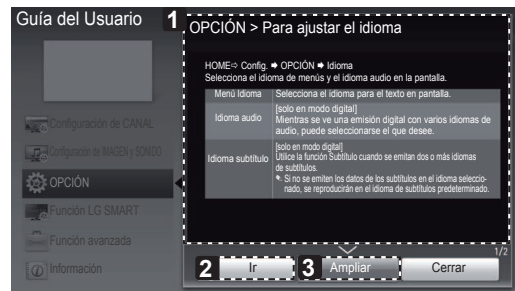 Guía del Usuario
1
OPCIÓN > Para ajustar el idioma
HOME⇨ Config. ➡ OPCIÓN ➡ Idioma
Selecciona el idioma de menús y el idioma audio en la pantalla.
Menú Idioma Selecciona el idioma para el texto en pantalla.
Idioma audio
[solo en modo digital]
Mientras se ve una emisión digital con varios idiomas de
audio, puede seleccionarse el que desee.
Idioma subtítulo
[solo en modo digital]
Utilice la función Subtítulo cuando se emitan dos o más idiomas
de subtítulos.
Si no se emiten los datos de los subtítulos en el idioma seleccio-
nado, se reproducirán en el idioma de subtítulos predeterminado.
Configuración de CANAL
Configuración de IMAGEN y SONIDO
OPCIÓN
Función LG SMART
Función avanzada
Información
1/2
2 Ir 3 Ampliar Cerrar